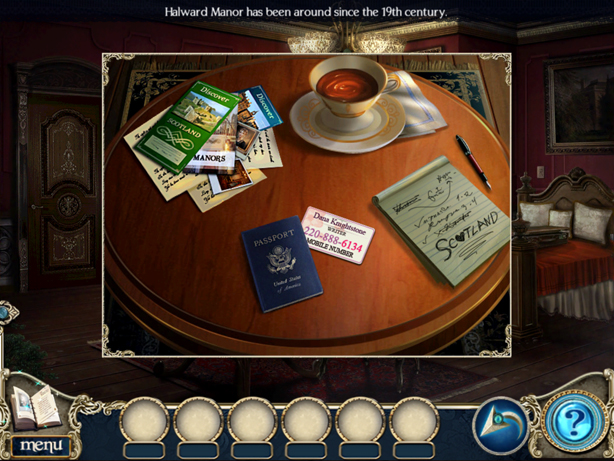 Halward Manor has been around since the 19th century.
Discover
SCOTLAND
MANORS
Discover
PASSPORT
United States
of America
Dana Knightstone
WRITER
220-888-6134
MOBILE NUMBER
SCOTLAND
menu
?